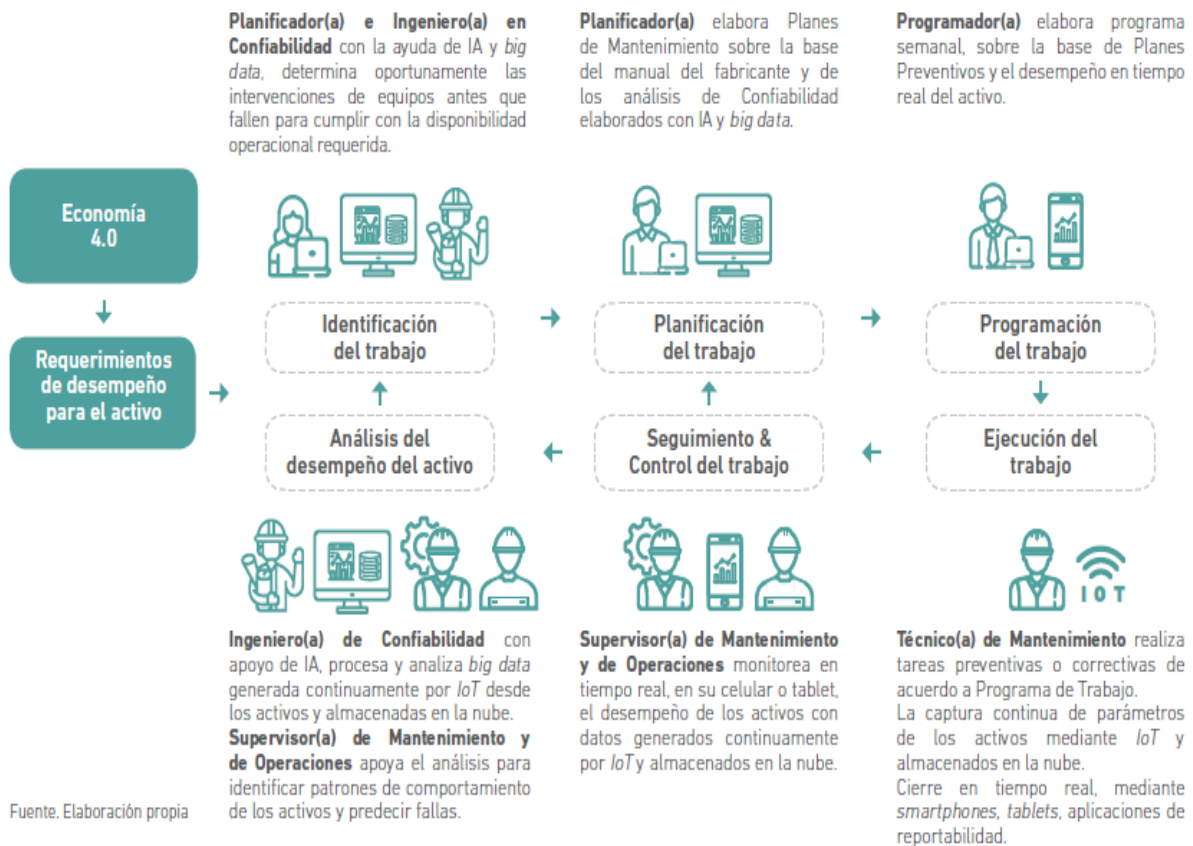 Planificador(a) e Ingeniero(a) en
Confiabilidad con la ayuda de IA y big
data, determina oportunamente las
intervenciones de equipos antes que
fallen para cumplir con la disponibilidad
operacional requerida.
Planificador(a) elabora Planes
de Mantenimiento sobre la base
del manual del fabricante y de
los análisis de Confiabilidad
elaborados con IA y big data.
Programador(a) elabora programa
semanal, sobre la base de Planes
Preventivos y el desempeño en tiempo
real del activo.
Economía
4.0
Requerimientos
de desempeño
para el activo
Identificación
del trabajo
Planificación
del trabajo
Programación
del trabajo
Análisis del
desempeño del activo
Seguimiento &
Control del trabajo
Ejecución del
trabajo
IOT
Ingeniero(a) de Confiabilidad con
apoyo de IA, procesa y analiza big data
generada continuamente por IoT desde
los activos y almacenadas en la nube.
Supervisor(a) de Mantenimiento y
de Operaciones apoya el análisis para
identificar patrones de comportamiento
de los activos y predecir fallas.
Supervisor(a) de Mantenimiento
y de Operaciones monitorea en
tiempo real, en su celular o tablet,
el desempeño de los activos con
datos generados continuamente
por IoT y almacenados en la nube.
Técnico(a) de Mantenimiento realiza
tareas preventivas o correctivas de
acuerdo a Programa de Trabajo.
La captura continua de parámetros
de los activos mediante IoT y
almacenados en la nube.
Cierre en tiempo real, mediante
smartphones, tablets, aplicaciones de
reportabilidad.
Fuente. Elaboración propia